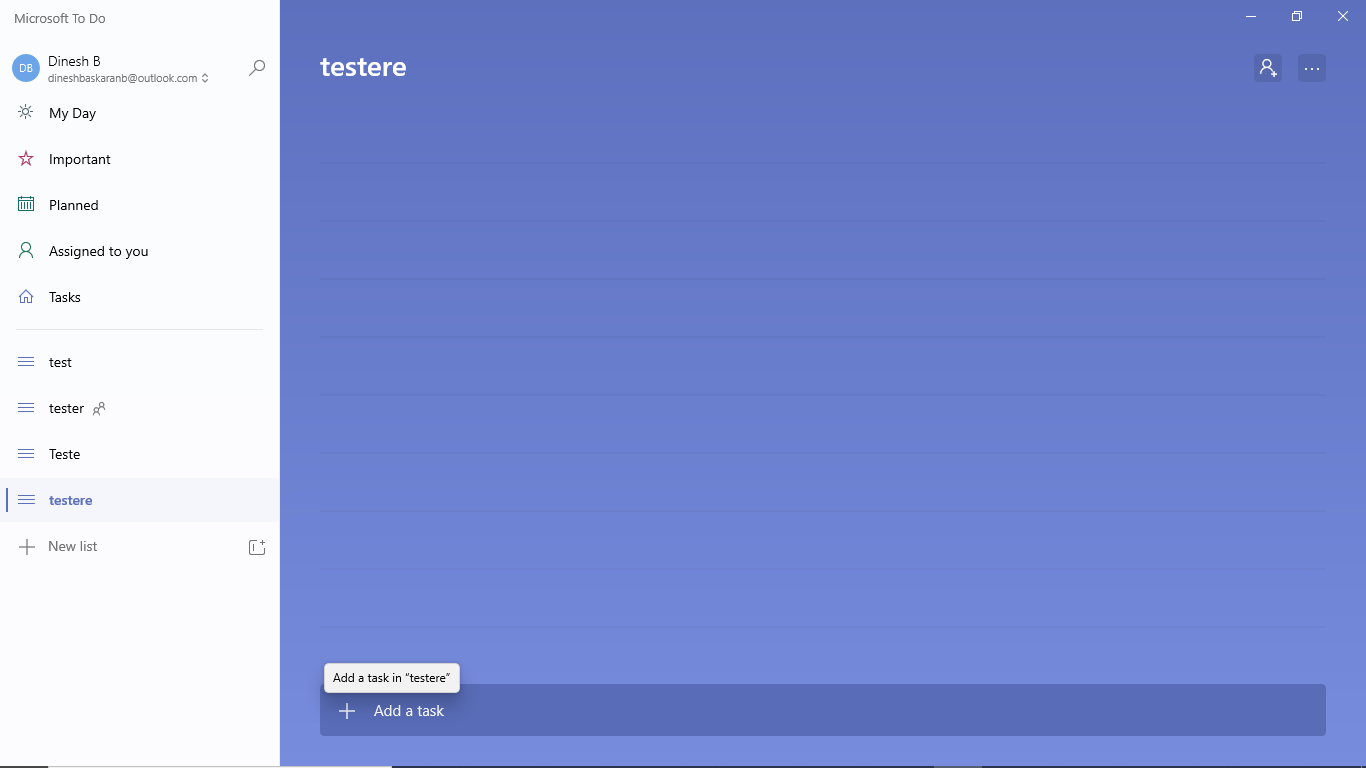 Microsoft To Do
DB
Dinesh B
dineshbaskaranb@outlook.com
My Day
Important
Planned
Assigned to you
Tasks
test
tester
Teste
testere
New list
testere
Add a task in “testere”
Add a task